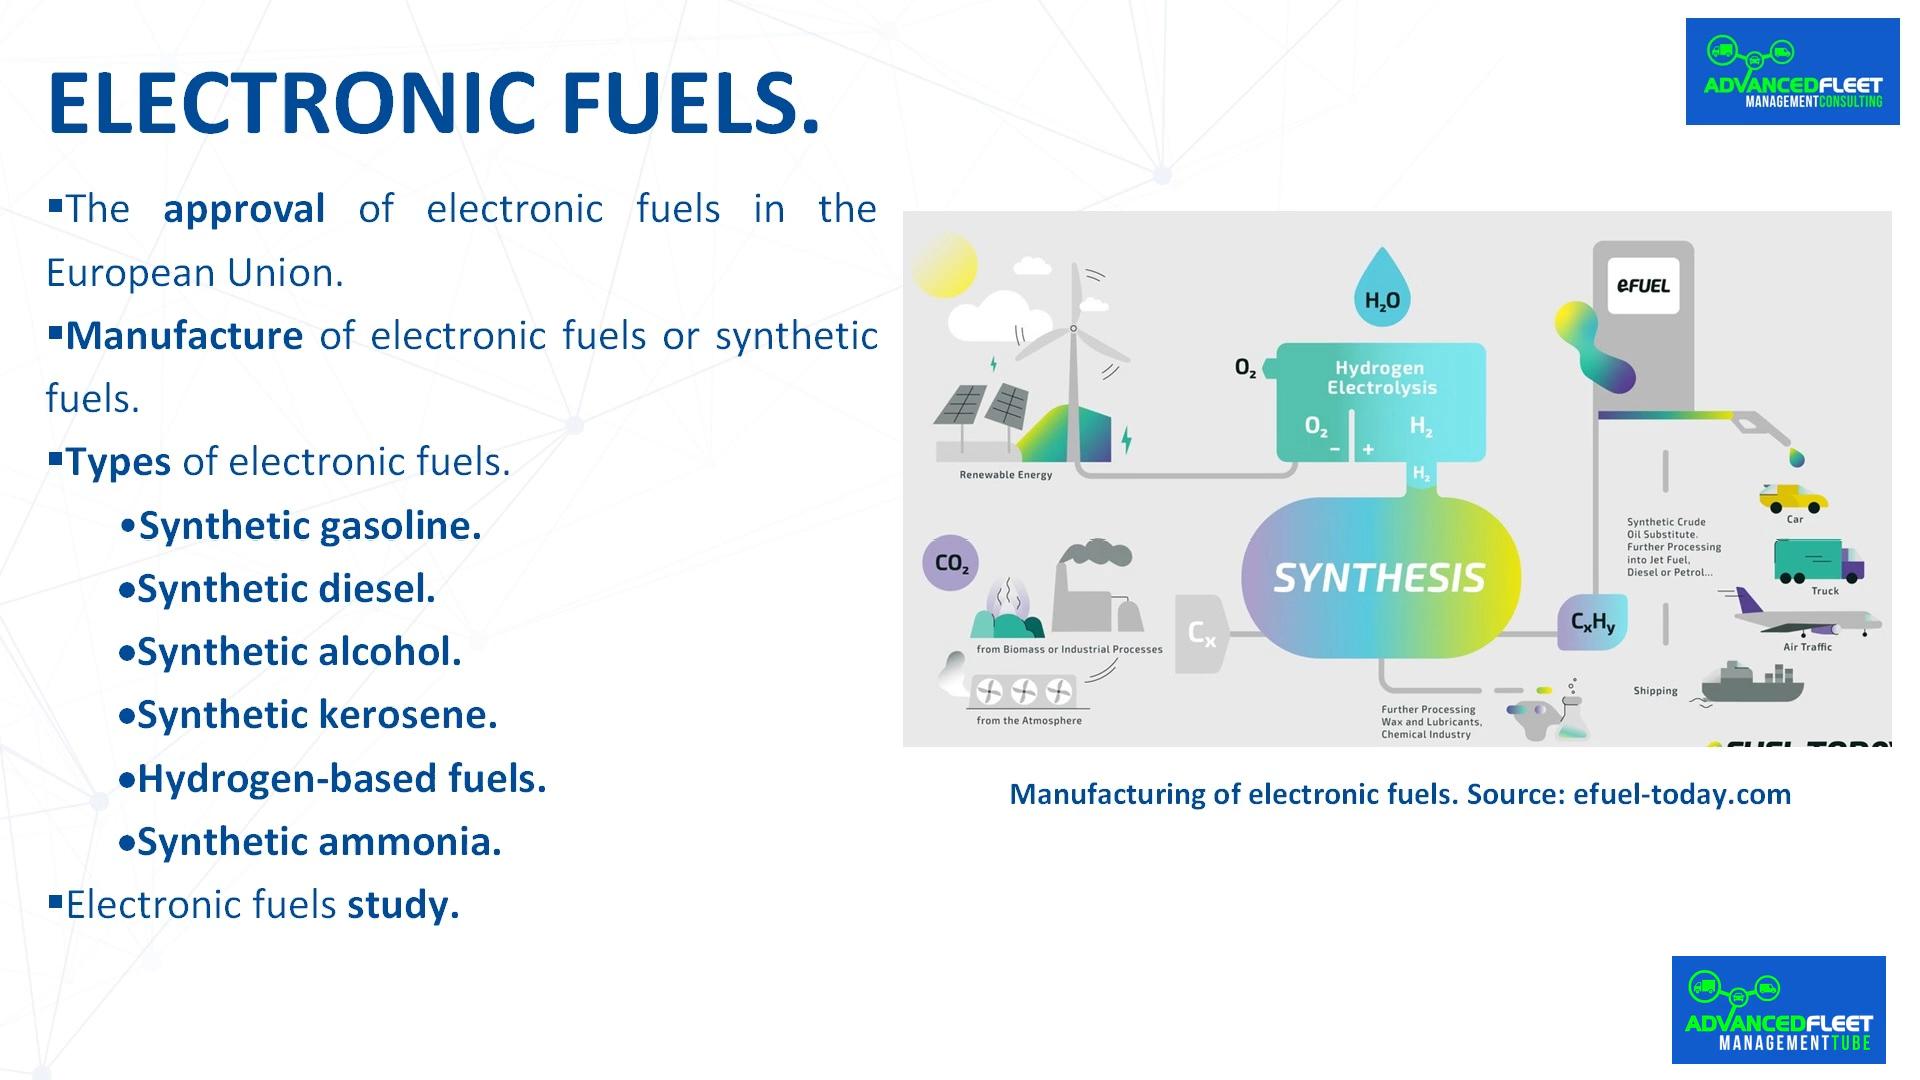 ELECTRONIC FUELS.
ADVANCEDFLEET
MANAGEMENTCONSULTING
▪The approval of electronic fuels in the
European Union.
▪Manufacture of electronic fuels or synthetic
fuels.
▪Types of electronic fuels.
•Synthetic gasoline.
•Synthetic diesel.
•Synthetic alcohol.
•Synthetic kerosene.
•Hydrogen-based fuels.
•Synthetic ammonia.
▪Electronic fuels study.
H₂O
eFUEL
O₂
Hydrogen
Electrolysis
O₂ H₂
− +
H₂
Renewable Energy
CO₂
SYNTHESIS
Cₓ
CₓHᵧ
from Biomass or Industrial Processes
from the Atmosphere
Further Processing
Wax and Lubricants,
Chemical Industry
Synthetic Crude
Oil Substitute.
Further Processing
into Jet Fuel,
Diesel or Petrol...
Car
Truck
Air Traffic
Shipping
eFUEL-TODAY
Manufacturing of electronic fuels. Source: efuel-today.com
ADVANCEDFLEET
MANAGEMENTTUBE